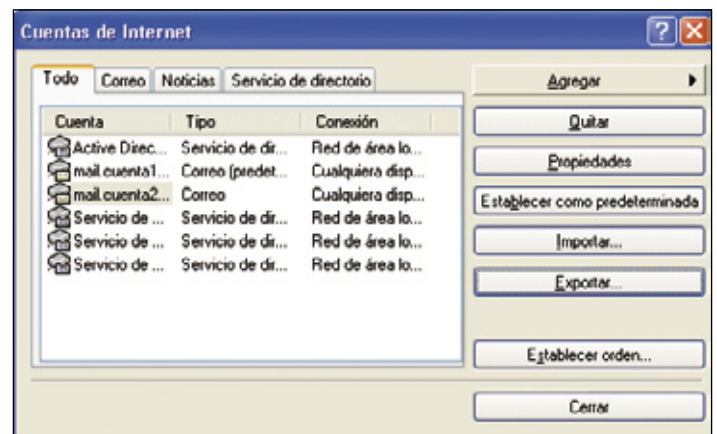 Cuentas de Internet
Todo Correo Noticias Servicio de directorio
Cuenta Tipo Conexión
Active Direc... Servicio de dir... Red de área lo...
mail.cuenta1... Correo (predet... Cualquiera disp...
mail.cuenta2... Correo Cualquiera disp...
Servicio de ... Servicio de dir... Red de área lo...
Servicio de ... Servicio de dir... Red de área lo...
Servicio de ... Servicio de dir... Red de área lo...
Agregar
Quitar
Propiedades
Establecer como predeterminada
Importar...
Exportar...
Establecer orden...
Cerrar